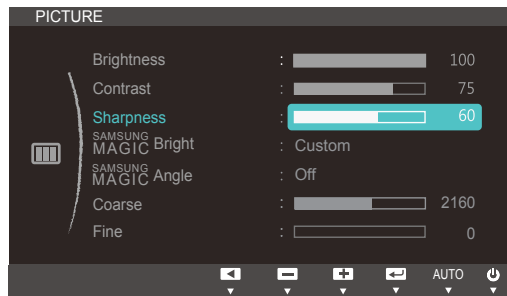 PICTURE
Brightness : 100
Contrast : 75
Sharpness : 60
SAMSUNG MAGIC Bright : Custom
SAMSUNG MAGIC Angle : Off
Coarse : 2160
Fine : 0
AUTO